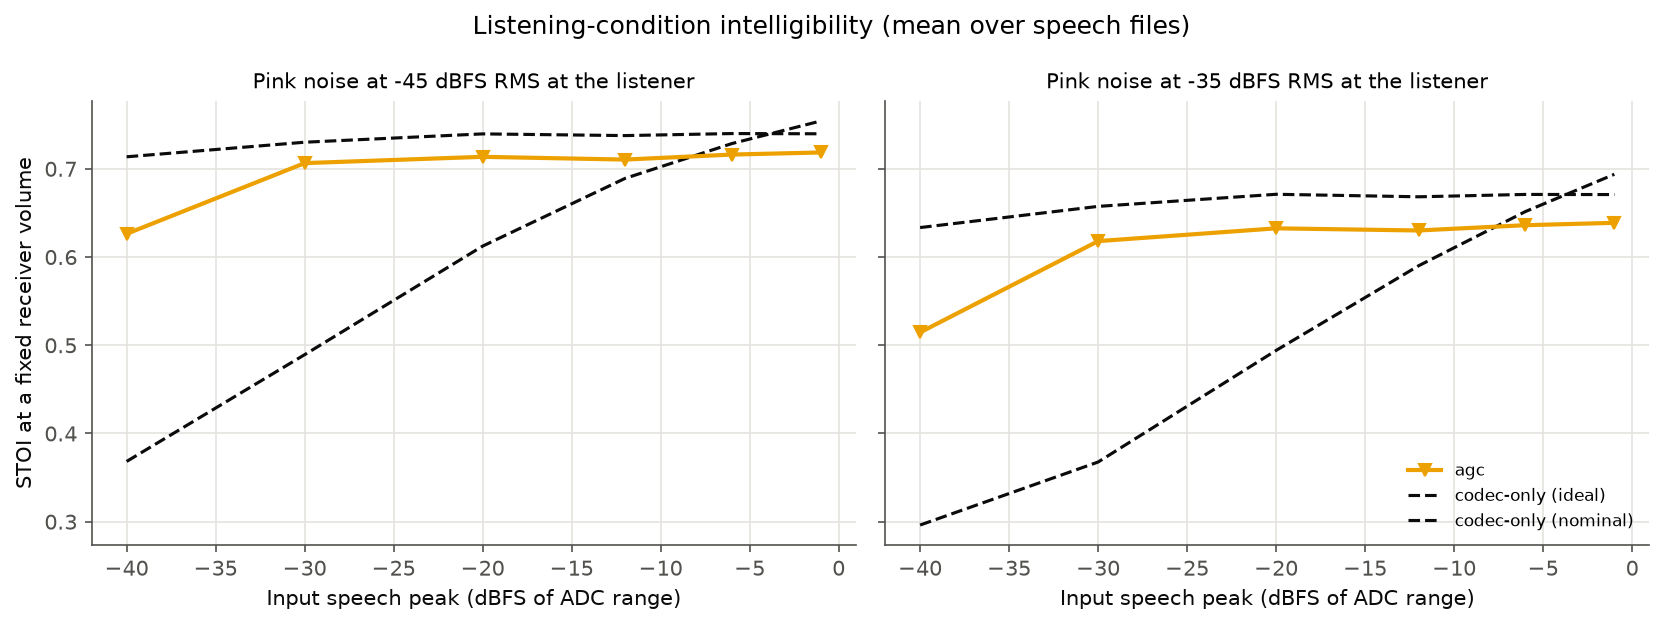 Listening-condition intelligibility (mean over speech files)
Pink noise at -45 dBFS RMS at the listener
Pink noise at -35 dBFS RMS at the listener
STOI at a fixed receiver volume
0.7
0.6
0.5
0.4
0.3
−40 −35 −30 −25 −20 −15 −10 −5 0
Input speech peak (dBFS of ADC range)
agc
codec-only (ideal)
codec-only (nominal)
−40 −35 −30 −25 −20 −15 −10 −5 0
Input speech peak (dBFS of ADC range)